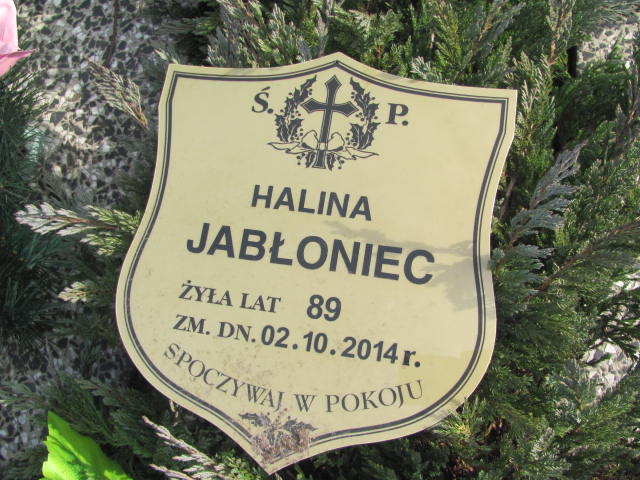 Ś. P.
HALINA
JABŁONIEC
ŻYŁA LAT 89
ZM. DN. 02.10.2014 r.
SPOCZYWAJ W POKOJU